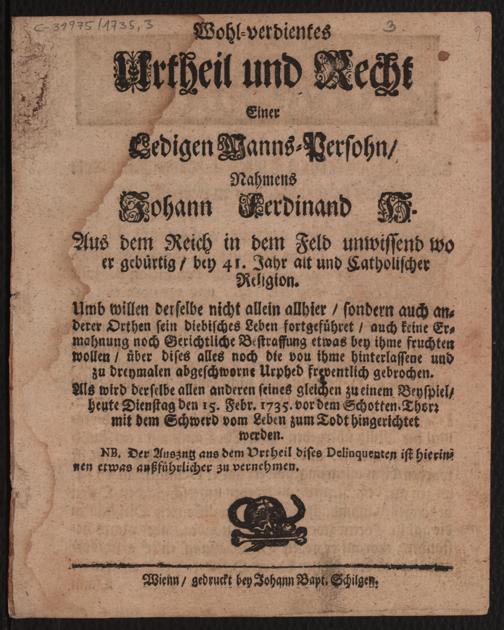 C-31975/1735,3
3.
9
Wohl-verdientes
Urtheil und Recht
Einer
Ledigen Manns-Persohn/
Nahmens
Johann Ferdinand H.
Aus dem Reich in dem Feld unwissend wo
er gebürtig / bey 41. Jahr alt und Catholischer
Religion.
Umb willen derselbe nicht allein allhier / sondern auch an-
derer Orthen sein diebisches Leben fortgeführet / auch keine Er-
mahnung noch Gerichtliche Bestraffung etwas bey ihme fruchten
wollen / über dises alles noch die von ihme hinterlassene und
zu dreymalen abgeschworne Urphed freventlich gebrochen.
Als wird derselbe allen anderen seines gleichen zu einem Beyspiel/
heute Dienstag den 15. Febr. 1735. vor dem Schotten-Thor
mit dem Schwerd vom Leben zum Todt hingerichtet
werden.
NB. Der Auszug aus dem Urtheil dises Delinquenten ist hierin-
nen etwas außführlicher zu vernehmen.
Wienn / gedruckt bey Johann Bapt. Schilgen.